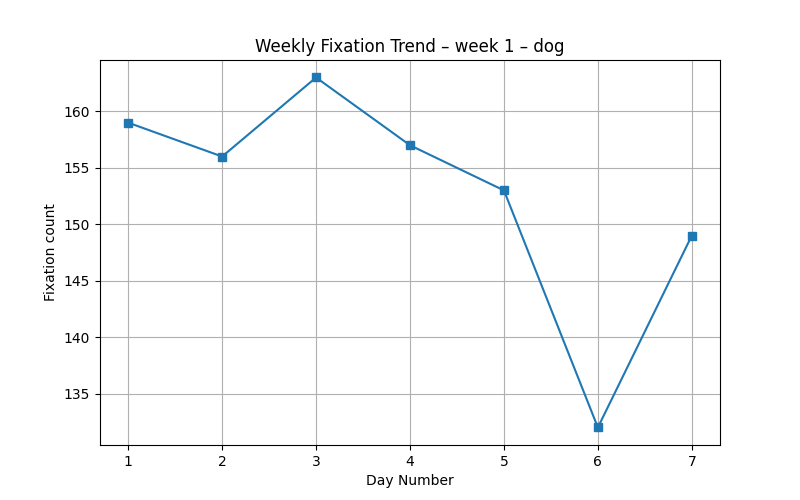 Weekly Fixation Trend – week 1 – dog
Fixation count
160
155
150
145
140
135
1 2 3 4 5 6 7
Day Number